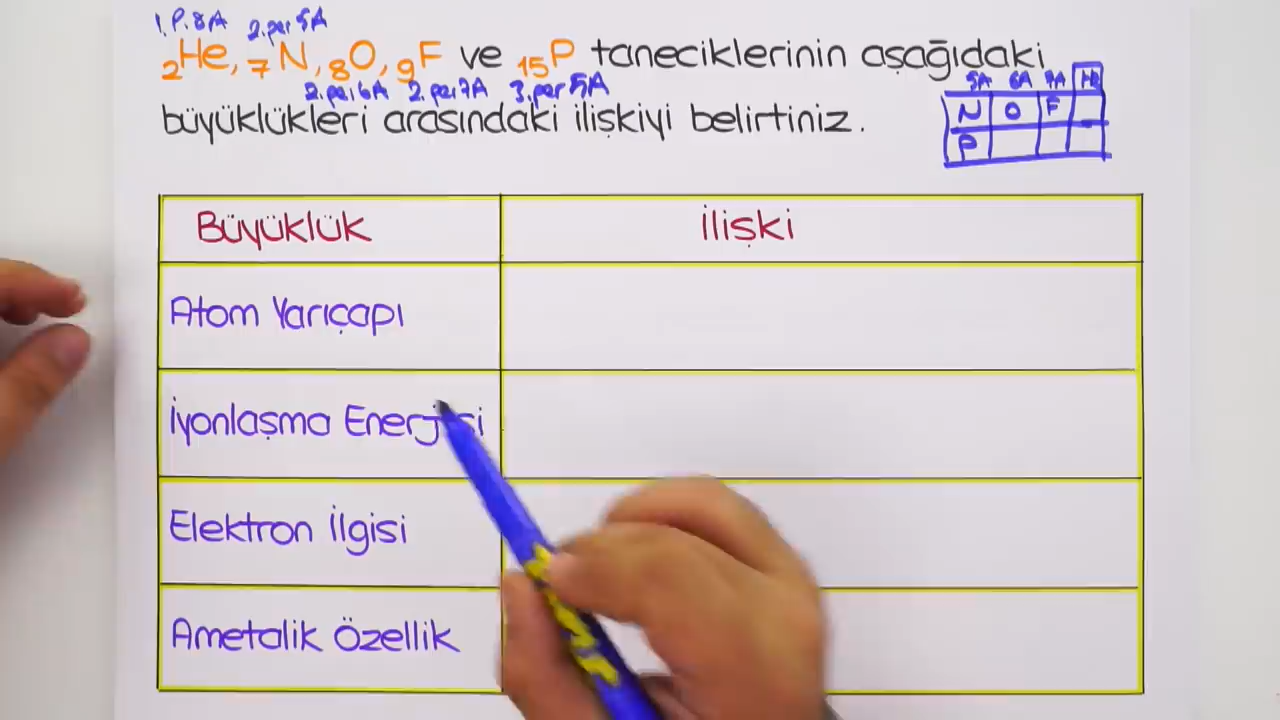 1.P.8A 2.per 5A
₂He, ₇N, ₈O, ₉F ve ₁₅P taneciklerinin aşağıdaki
2.per 6A 2.per 7A 3.per 5A
büyüklükleri arasındaki ilişkiyi belirtiniz.
5A 6A 7A He
N O F
P
Büyüklük İlişki
Atom Yarıçapı
İyonlaşma Enerjisi
Elektron İlgisi
Ametalik Özellik